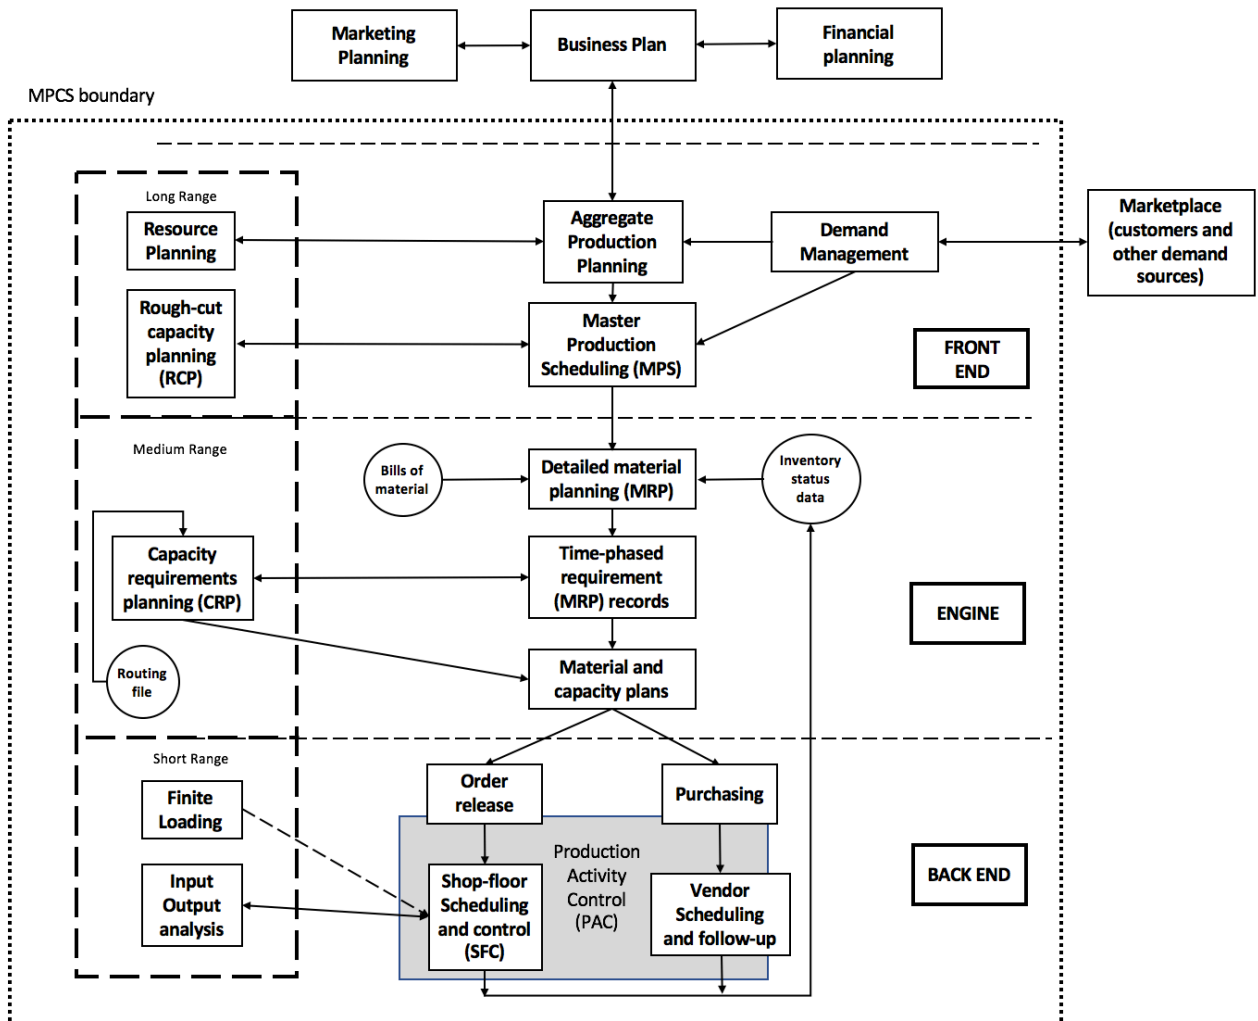 Marketing
Planning
Business Plan
Financial
planning
MPCS boundary
Long Range
Resource
Planning
Aggregate
Production
Planning
Demand
Management
Marketplace
(customers and
other demand
sources)
Rough-cut
capacity
planning
(RCP)
Master
Production
Scheduling (MPS)
FRONT
END
Medium Range
Bills of
material
Detailed material
planning (MRP)
Inventory
status
data
Capacity
requirements
planning (CRP)
Time-phased
requirement
(MRP) records
ENGINE
Routing
file
Material and
capacity plans
Short Range
Finite
Loading
Order
release
Purchasing
Production
Activity
Control
(PAC)
Input
Output
analysis
Shop-floor
Scheduling
and control
(SFC)
Vendor
Scheduling
and follow-up
BACK END